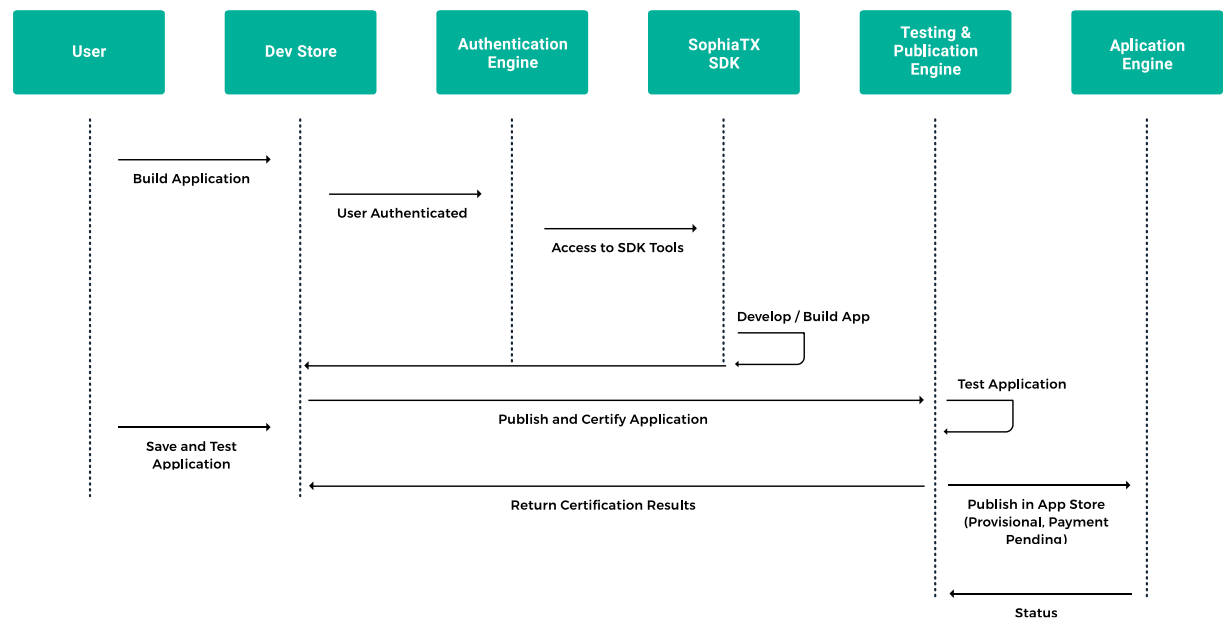 User
Dev Store
Authentication
Engine
SophiaTX
SDK
Testing &
Publication
Engine
Aplication
Engine
Build Application
User Authenticated
Access to SDK Tools
Develop / Build App
Test Application
Publish and Certify Application
Save and Test
Application
Return Certification Results
Publish in App Store
(Provisional, Payment
Pending)
Status